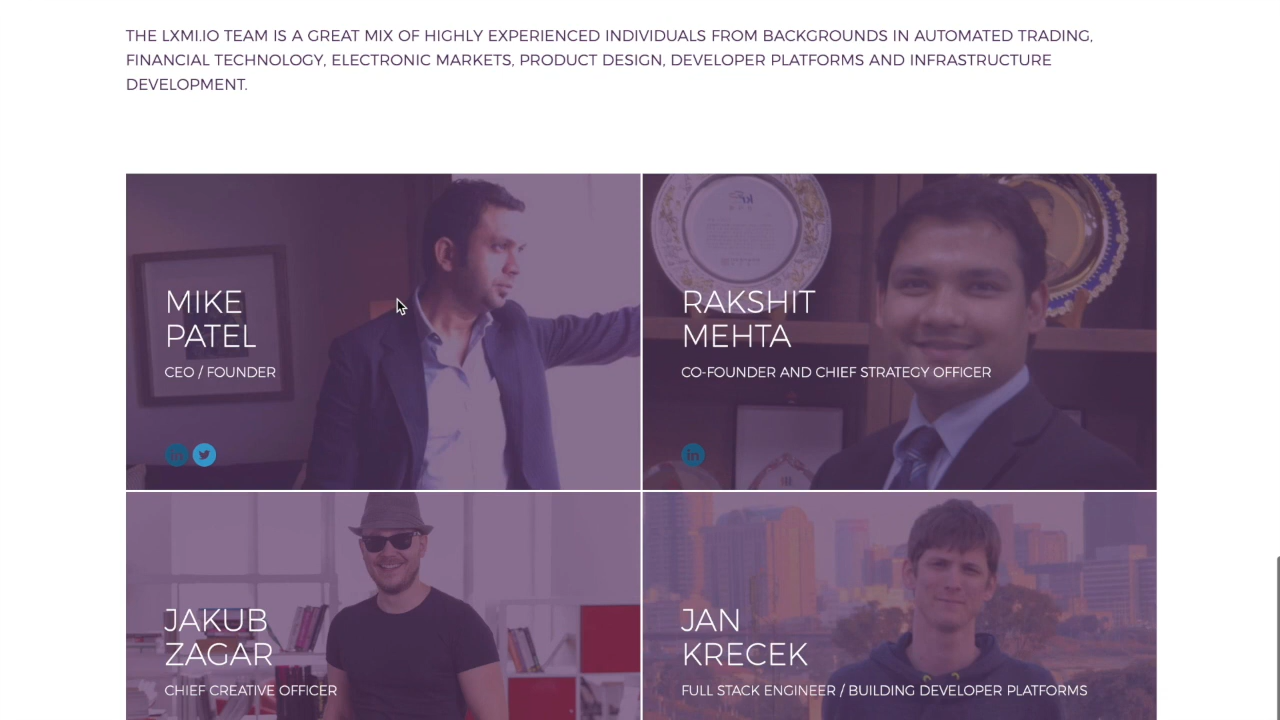 THE LXMI.IO TEAM IS A GREAT MIX OF HIGHLY EXPERIENCED INDIVIDUALS FROM BACKGROUNDS IN AUTOMATED TRADING,
FINANCIAL TECHNOLOGY, ELECTRONIC MARKETS, PRODUCT DESIGN, DEVELOPER PLATFORMS AND INFRASTRUCTURE
DEVELOPMENT.
MIKE
PATEL
CEO / FOUNDER
in
RAKSHIT
MEHTA
CO-FOUNDER AND CHIEF STRATEGY OFFICER
in
JAKUB
ZAGAR
CHIEF CREATIVE OFFICER
JAN
KRECEK
FULL STACK ENGINEER / BUILDING DEVELOPER PLATFORMS